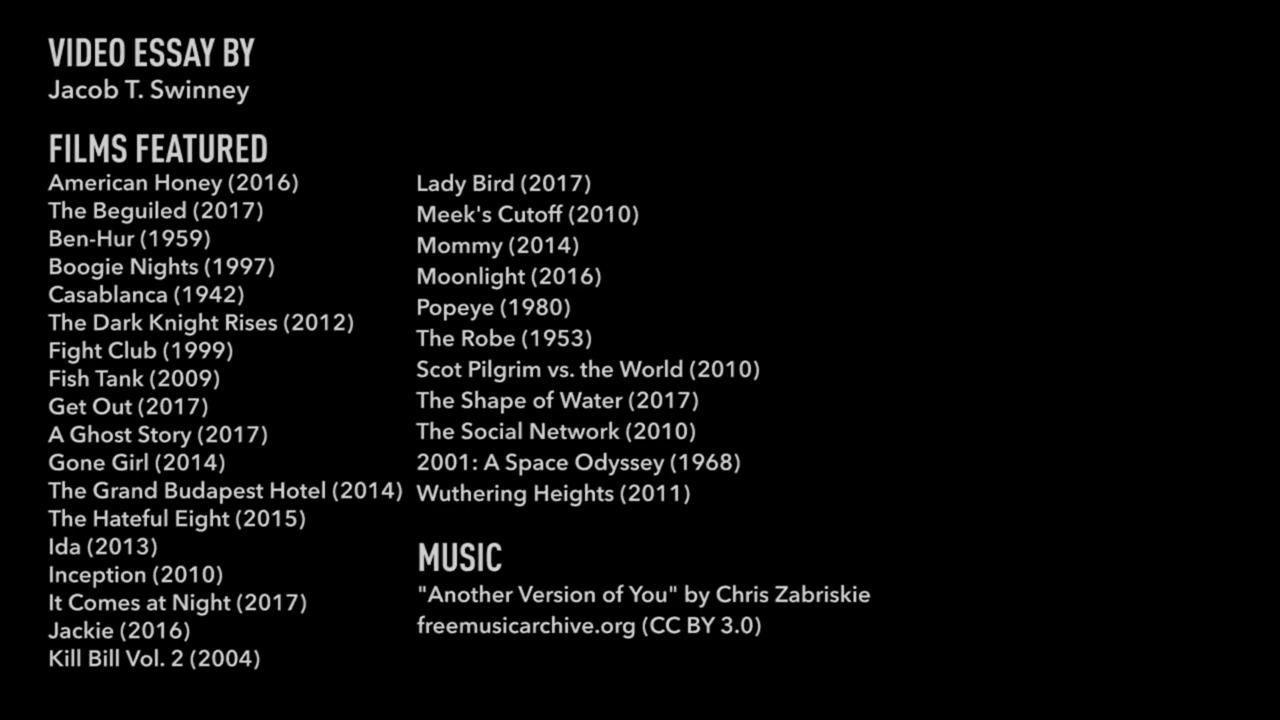 VIDEO ESSAY BY
Jacob T. Swinney
FILMS FEATURED
American Honey (2016)
The Beguiled (2017)
Ben-Hur (1959)
Boogie Nights (1997)
Casablanca (1942)
The Dark Knight Rises (2012)
Fight Club (1999)
Fish Tank (2009)
Get Out (2017)
A Ghost Story (2017)
Gone Girl (2014)
The Grand Budapest Hotel (2014)
The Hateful Eight (2015)
Ida (2013)
Inception (2010)
It Comes at Night (2017)
Jackie (2016)
Kill Bill Vol. 2 (2004)
Lady Bird (2017)
Meek's Cutoff (2010)
Mommy (2014)
Moonlight (2016)
Popeye (1980)
The Robe (1953)
Scot Pilgrim vs. the World (2010)
The Shape of Water (2017)
The Social Network (2010)
2001: A Space Odyssey (1968)
Wuthering Heights (2011)
MUSIC
"Another Version of You" by Chris Zabriskie
freemusicarchive.org (CC BY 3.0)